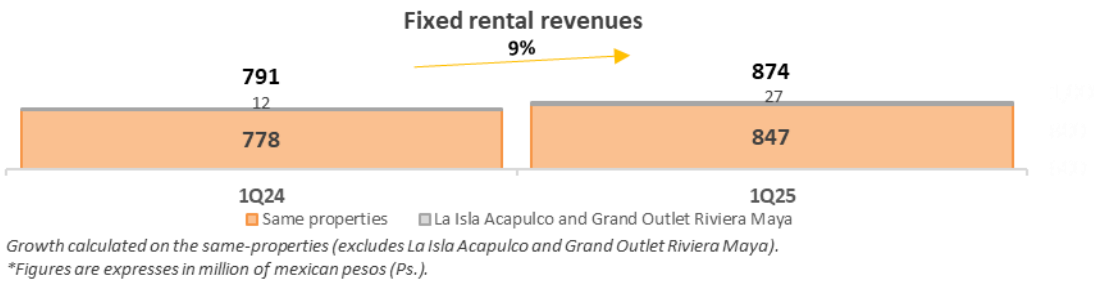 Fixed rental revenues
9%
791
874
12
27
778
847
1Q24
1Q25
Same properties
La Isla Acapulco and Grand Outlet Riviera Maya
Growth calculated on the same-properties (excludes La Isla Acapulco and Grand Outlet Riviera Maya).
*Figures are expresses in million of mexican pesos (Ps.).